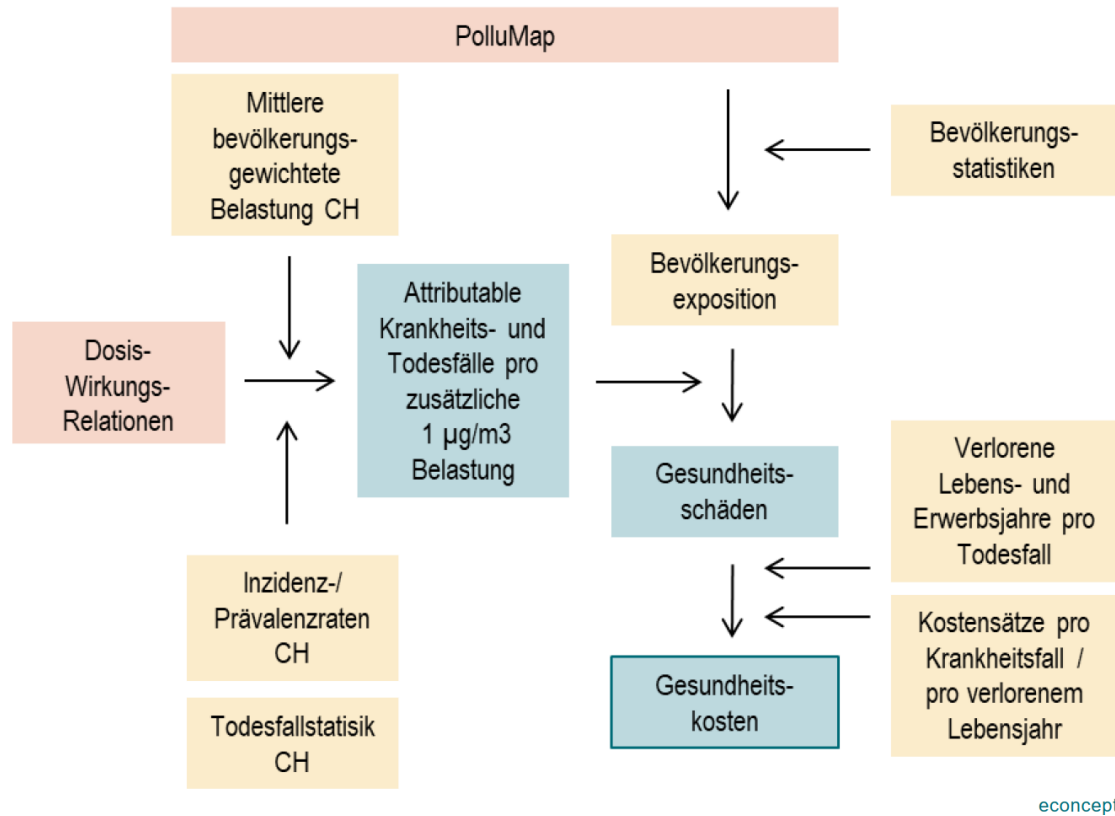 PolluMap
Mittlere
bevölkerungs-
gewichtete
Belastung CH
Bevölkerungs-
statistiken
Bevölkerungs-
exposition
Attributable
Krankheits- und
Todesfälle pro
zusätzliche
1 µg/m3
Belastung
Dosis-
Wirkungs-
Relationen
Gesundheits-
schäden
Verlorene
Lebens- und
Erwerbsjahre pro
Todesfall
Inzidenz-/
Prävalenzraten
CH
Kostensätze pro
Krankheitsfall /
pro verlorenem
Lebensjahr
Gesundheits-
kosten
Todesfallstatisik
CH
econcept